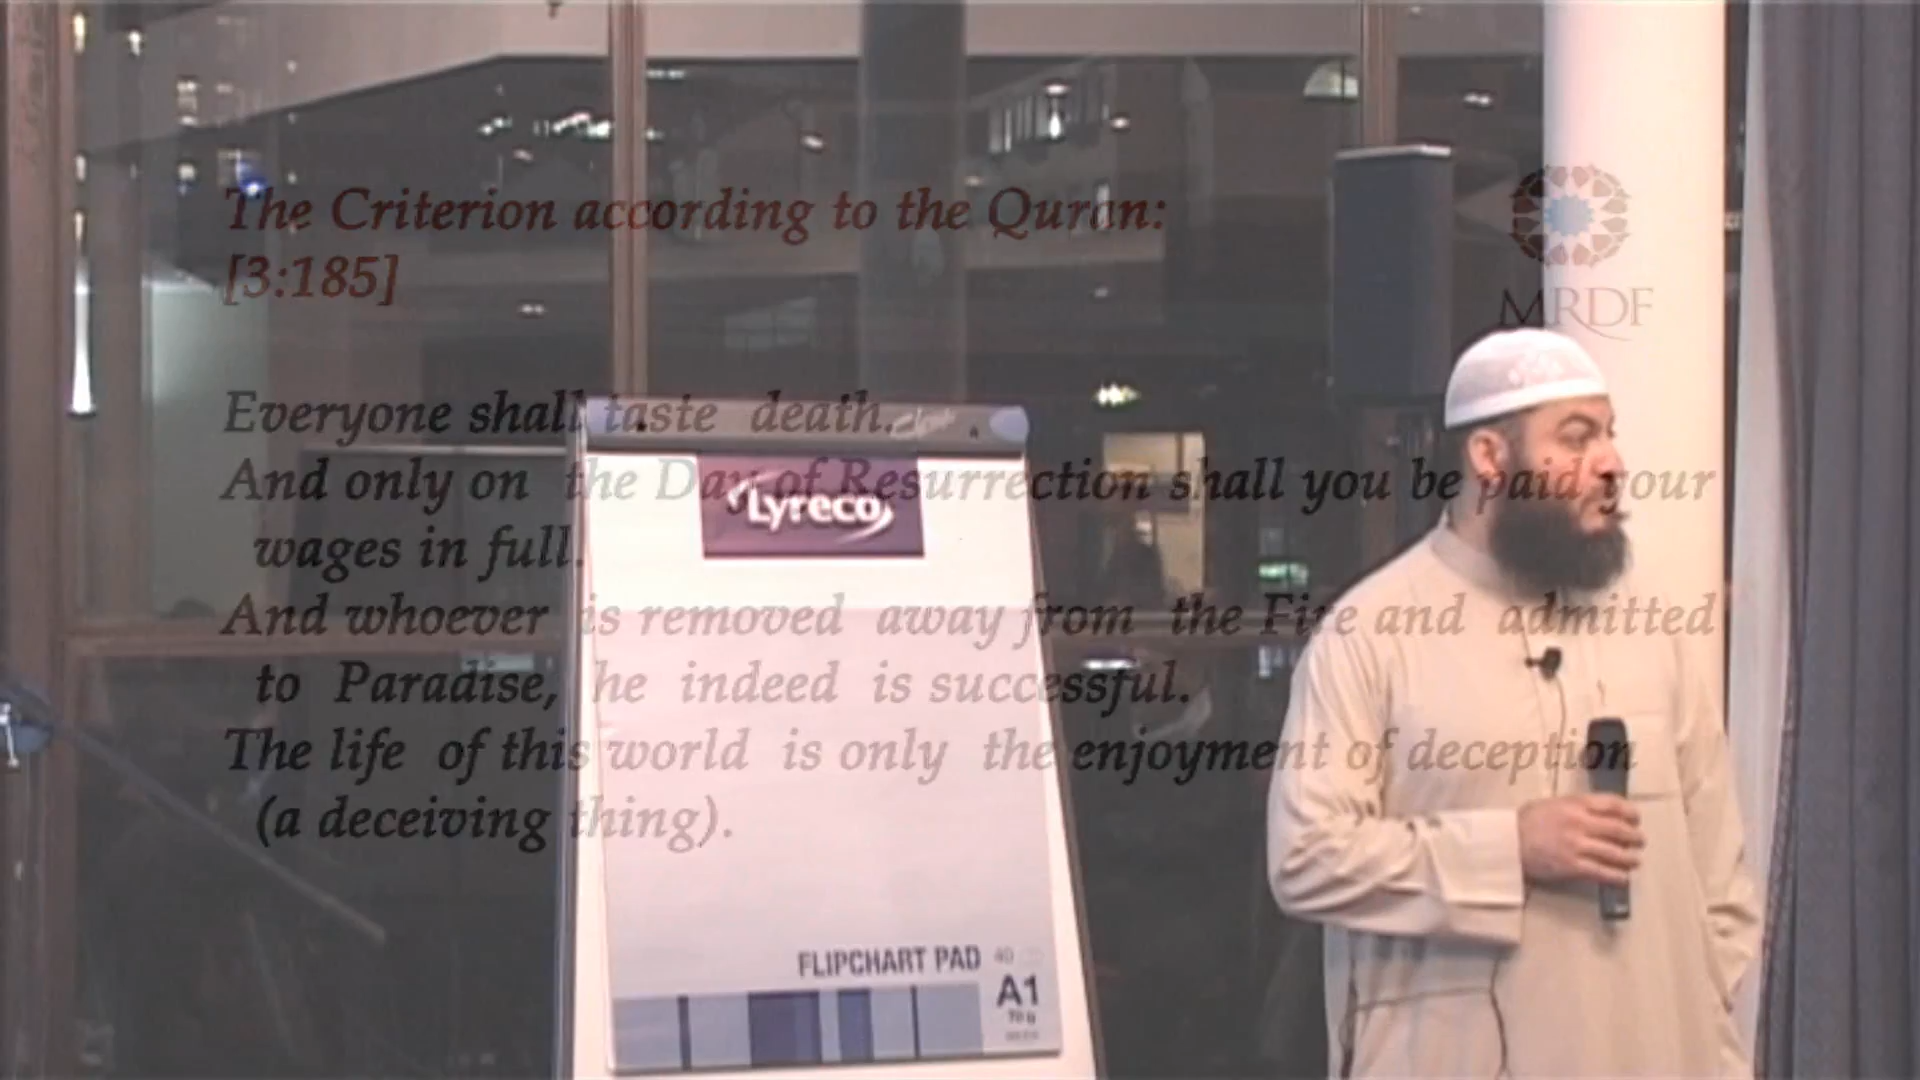 The Criterion according to the Quran:
[3:185]
MRDF
Everyone shall taste death.
And only on the Day of Resurrection shall you be paid your
wages in full.
And whoever is removed away from the Fire and admitted
to Paradise, he indeed is successful.
The life of this world is only the enjoyment of deception
(a deceiving thing).
Lyreco
FLIPCHART PAD
40
A1
70 g